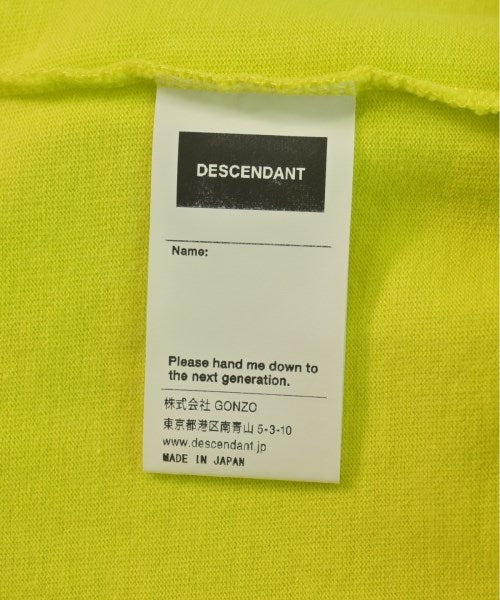 DESCENDANT
Name:
Please hand me down to
the next generation.
株式会社 GONZO
東京都港区南青山 5-3-10
www.descendant.jp
MADE IN JAPAN